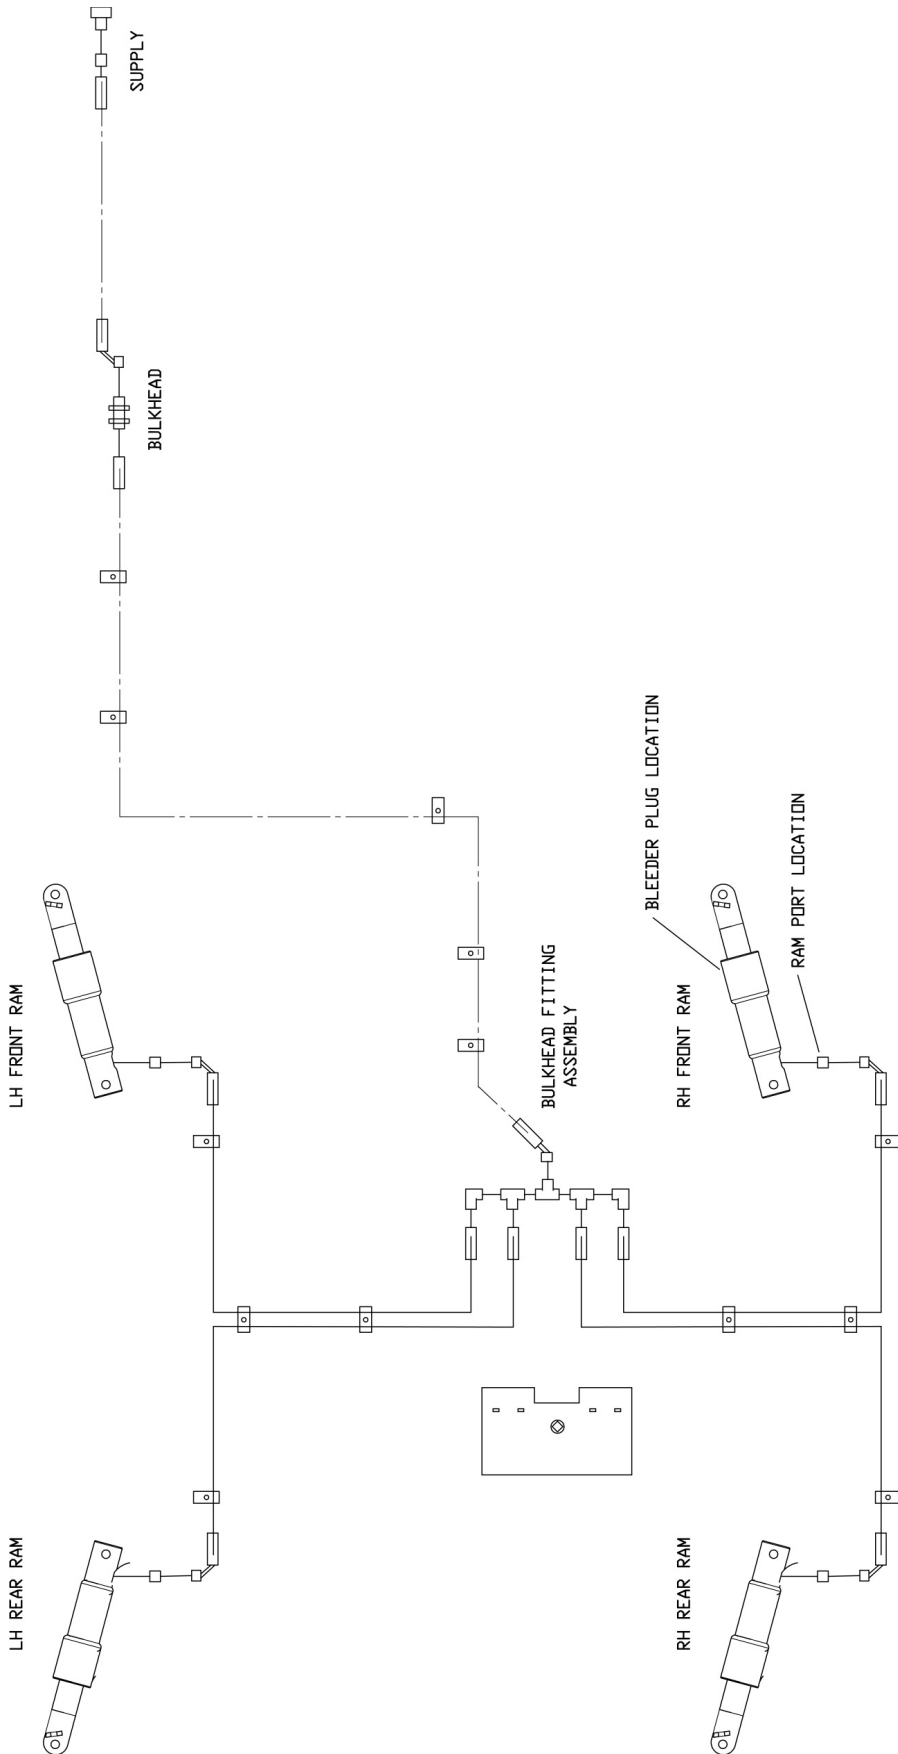 SUPPLY
BULKHEAD
BLEEDER PLUG LOCATION
RAM PORT LOCATION
LH FRONT RAM
BULKHEAD FITTING
ASSEMBLY
RH FRONT RAM
LH REAR RAM
RH REAR RAM